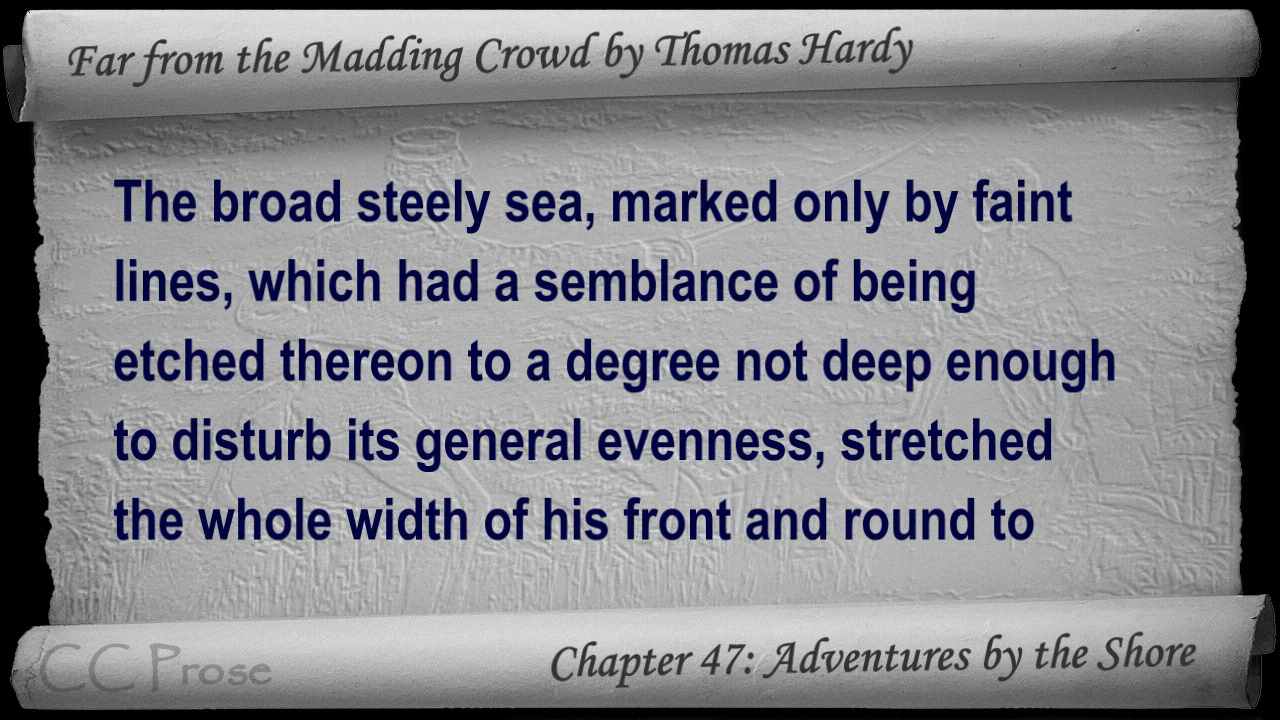 Far from the Madding Crowd by Thomas Hardy
The broad steely sea, marked only by faint
lines, which had a semblance of being
etched thereon to a degree not deep enough
to disturb its general evenness, stretched
the whole width of his front and round to
CC Prose
Chapter 47: Adventures by the Shore